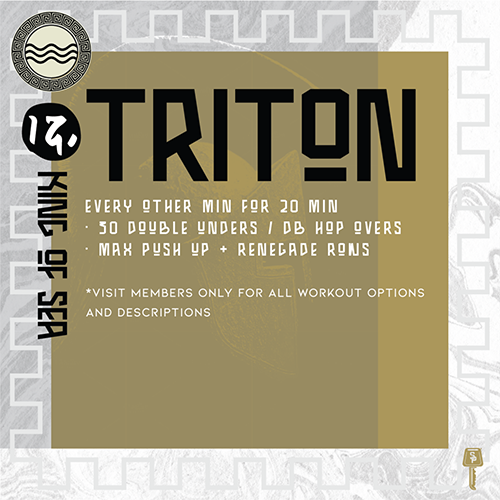 12.
TRITON
KING OF SEA
EVERY OTHER MIN FOR 20 MIN
· 30 DOUBLE UNDERS / DB HOP OVERS
· MAX PUSH UP + RENEGADE ROWS
*VISIT MEMBERS ONLY FOR ALL WORKOUT OPTIONS
AND DESCRIPTIONS